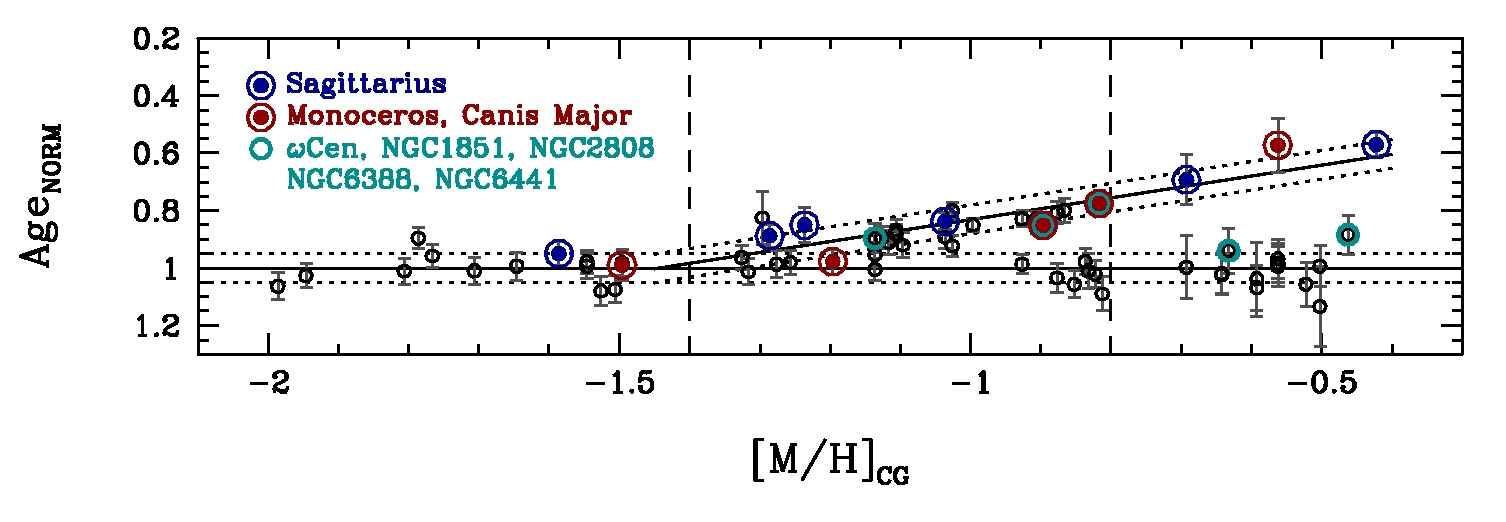 0.2
0.4
0.6
0.8
1
1.2
Age_NORM
Sagittarius
Monoceros, Canis Major
ωCen, NGC1851, NGC2808
NGC6388, NGC6441
-2 -1.5 -1 -0.5
[M/H]_CG